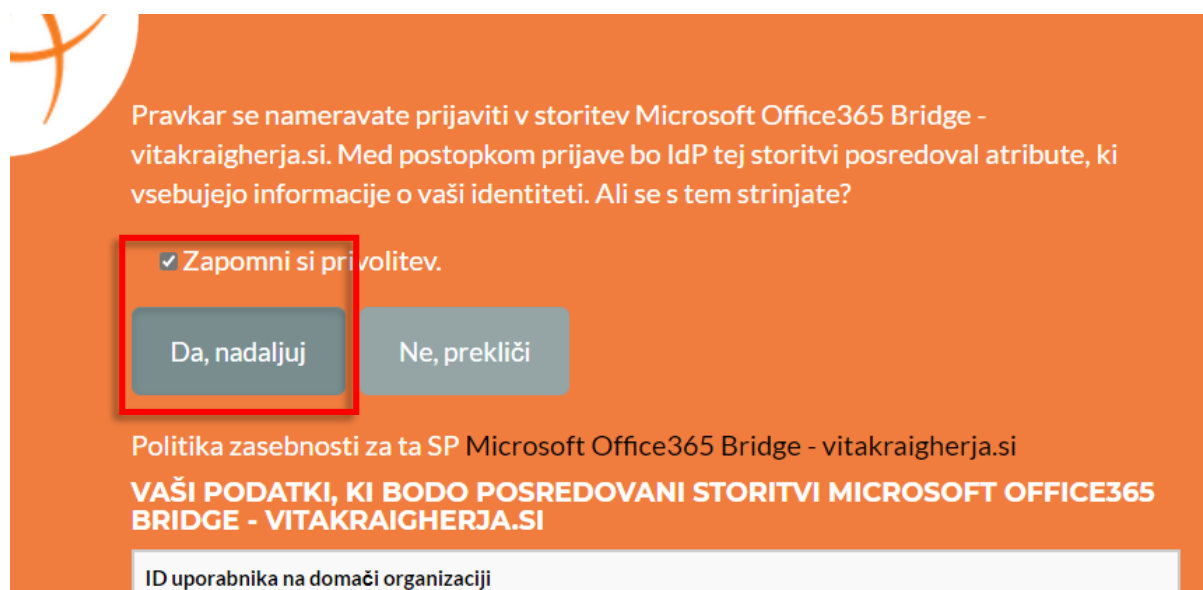 Pravkar se nameravate prijaviti v storitev Microsoft Office365 Bridge -
vitakraigherja.si. Med postopkom prijave bo IdP tej storitvi posredoval atribute, ki
vsebujejo informacije o vaši identiteti. Ali se s tem strinjate?
Zapomni si privolitev.
Da, nadaljuj Ne, prekliči
Politika zasebnosti za ta SP Microsoft Office365 Bridge - vitakraigherja.si
VAŠI PODATKI, KI BODO POSREDOVANI STORITVI MICROSOFT OFFICE365
BRIDGE - VITAKRAIGHERJA.SI
ID uporabnika na domači organizaciji